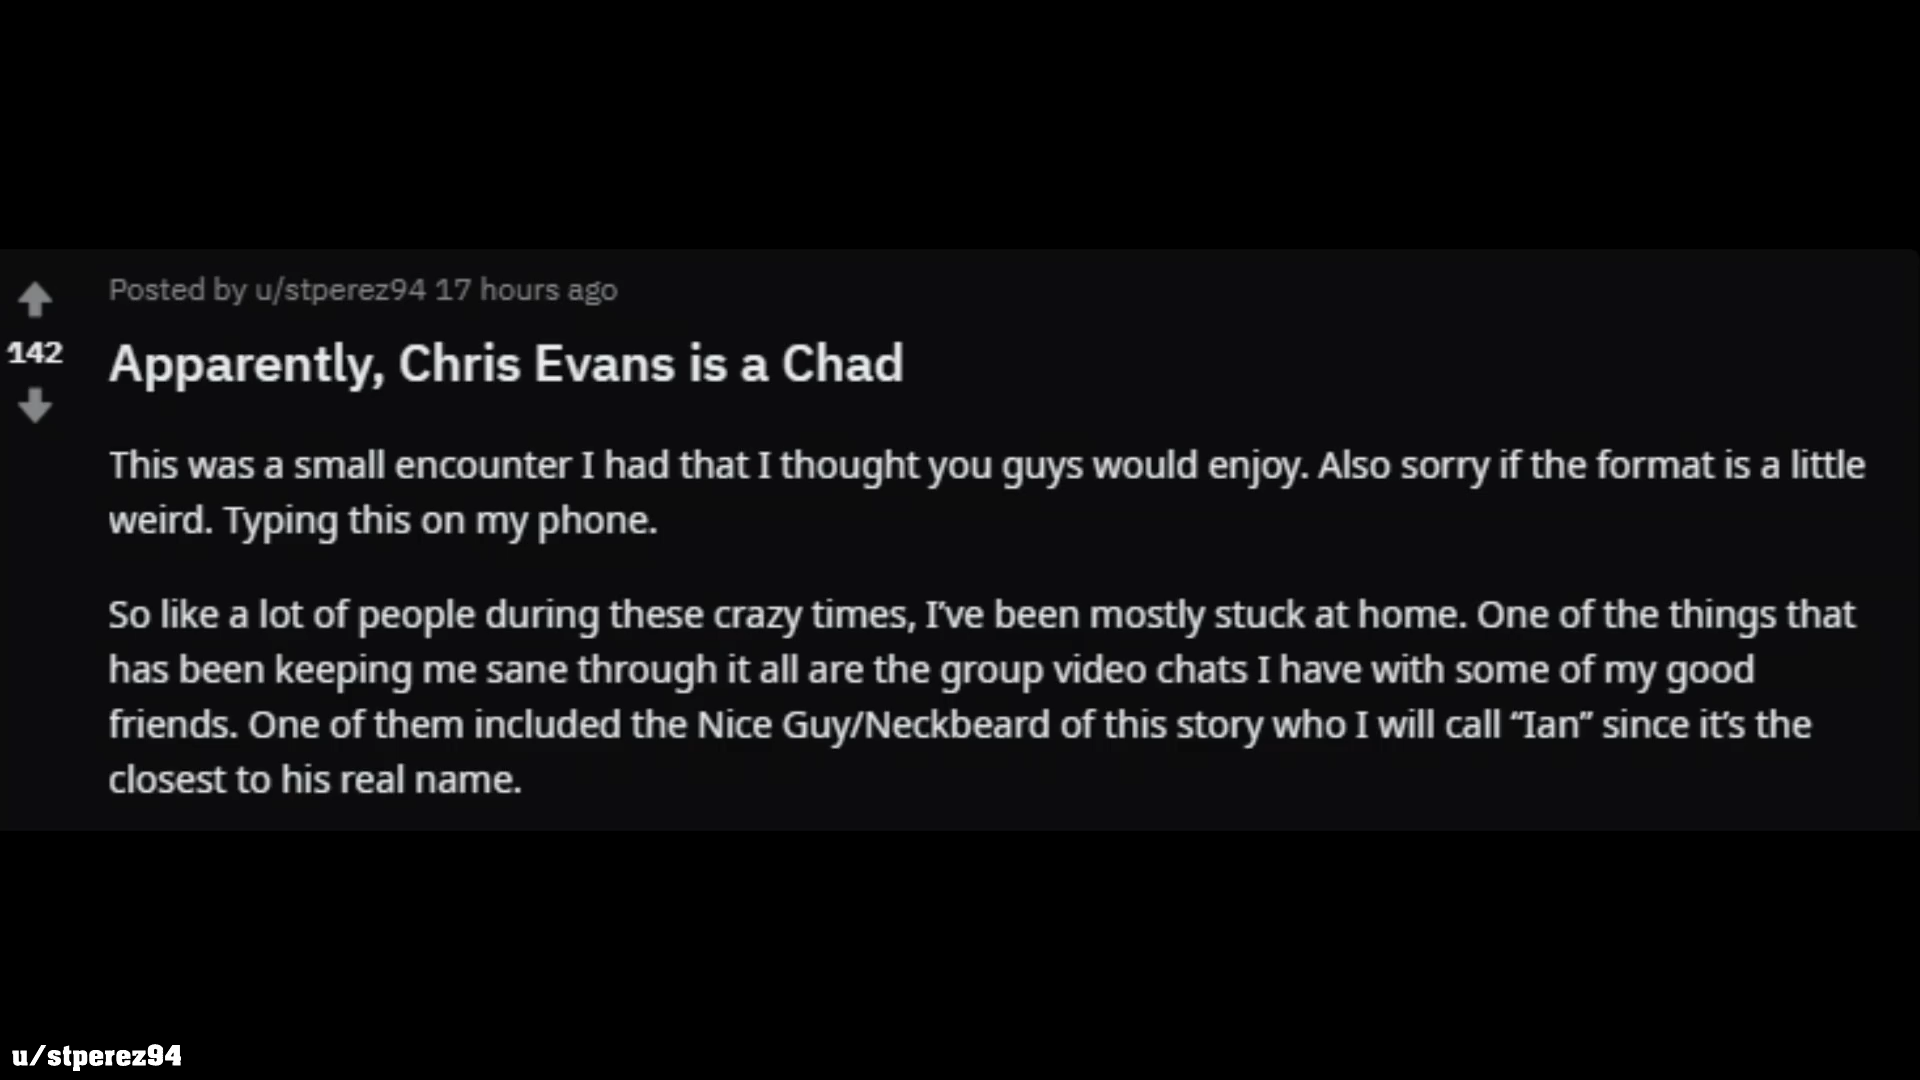 Posted by u/stperez94 17 hours ago
142
Apparently, Chris Evans is a Chad
This was a small encounter I had that I thought you guys would enjoy. Also sorry if the format is a little
weird. Typing this on my phone.
So like a lot of people during these crazy times, I’ve been mostly stuck at home. One of the things that
has been keeping me sane through it all are the group video chats I have with some of my good
friends. One of them included the Nice Guy/Neckbeard of this story who I will call “Ian” since it’s the
closest to his real name.
u/stperez94